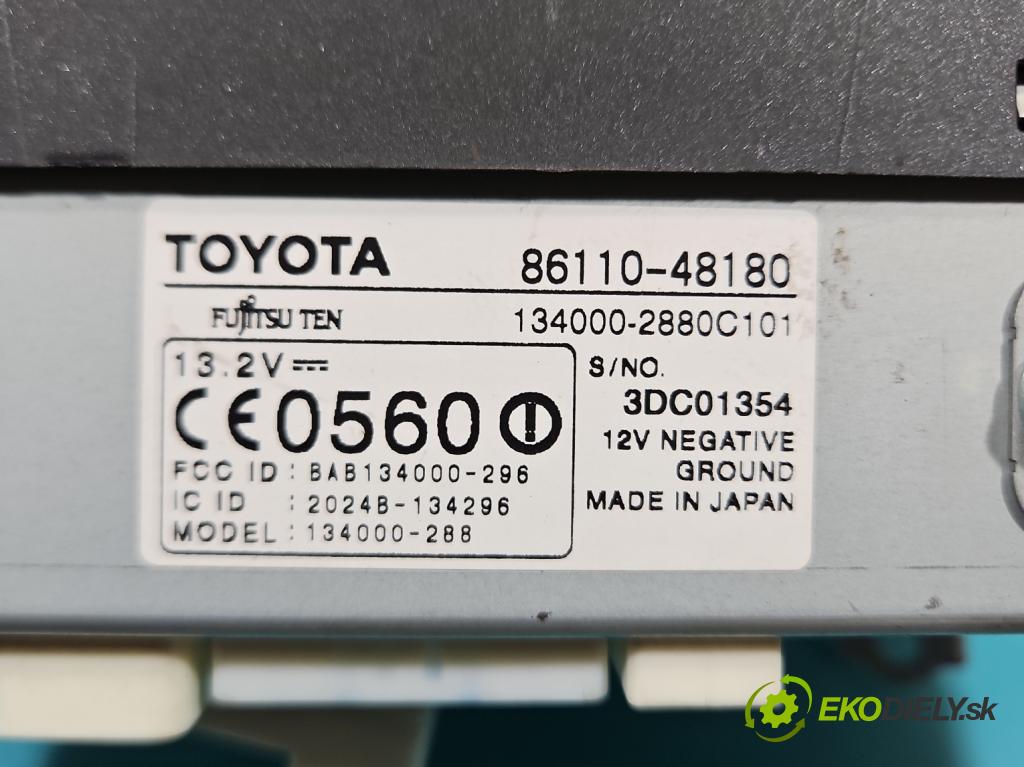 TOYOTA 86110-48180
FUJITSU TEN 134000-2880C101
13.2V S/NO.
CE0560 3DC01354
12V NEGATIVE
FCC ID : BAB134000-296 GROUND
IC ID : 2024B-134296 MADE IN JAPAN
MODEL : 134000-288
EKODIELY.sk